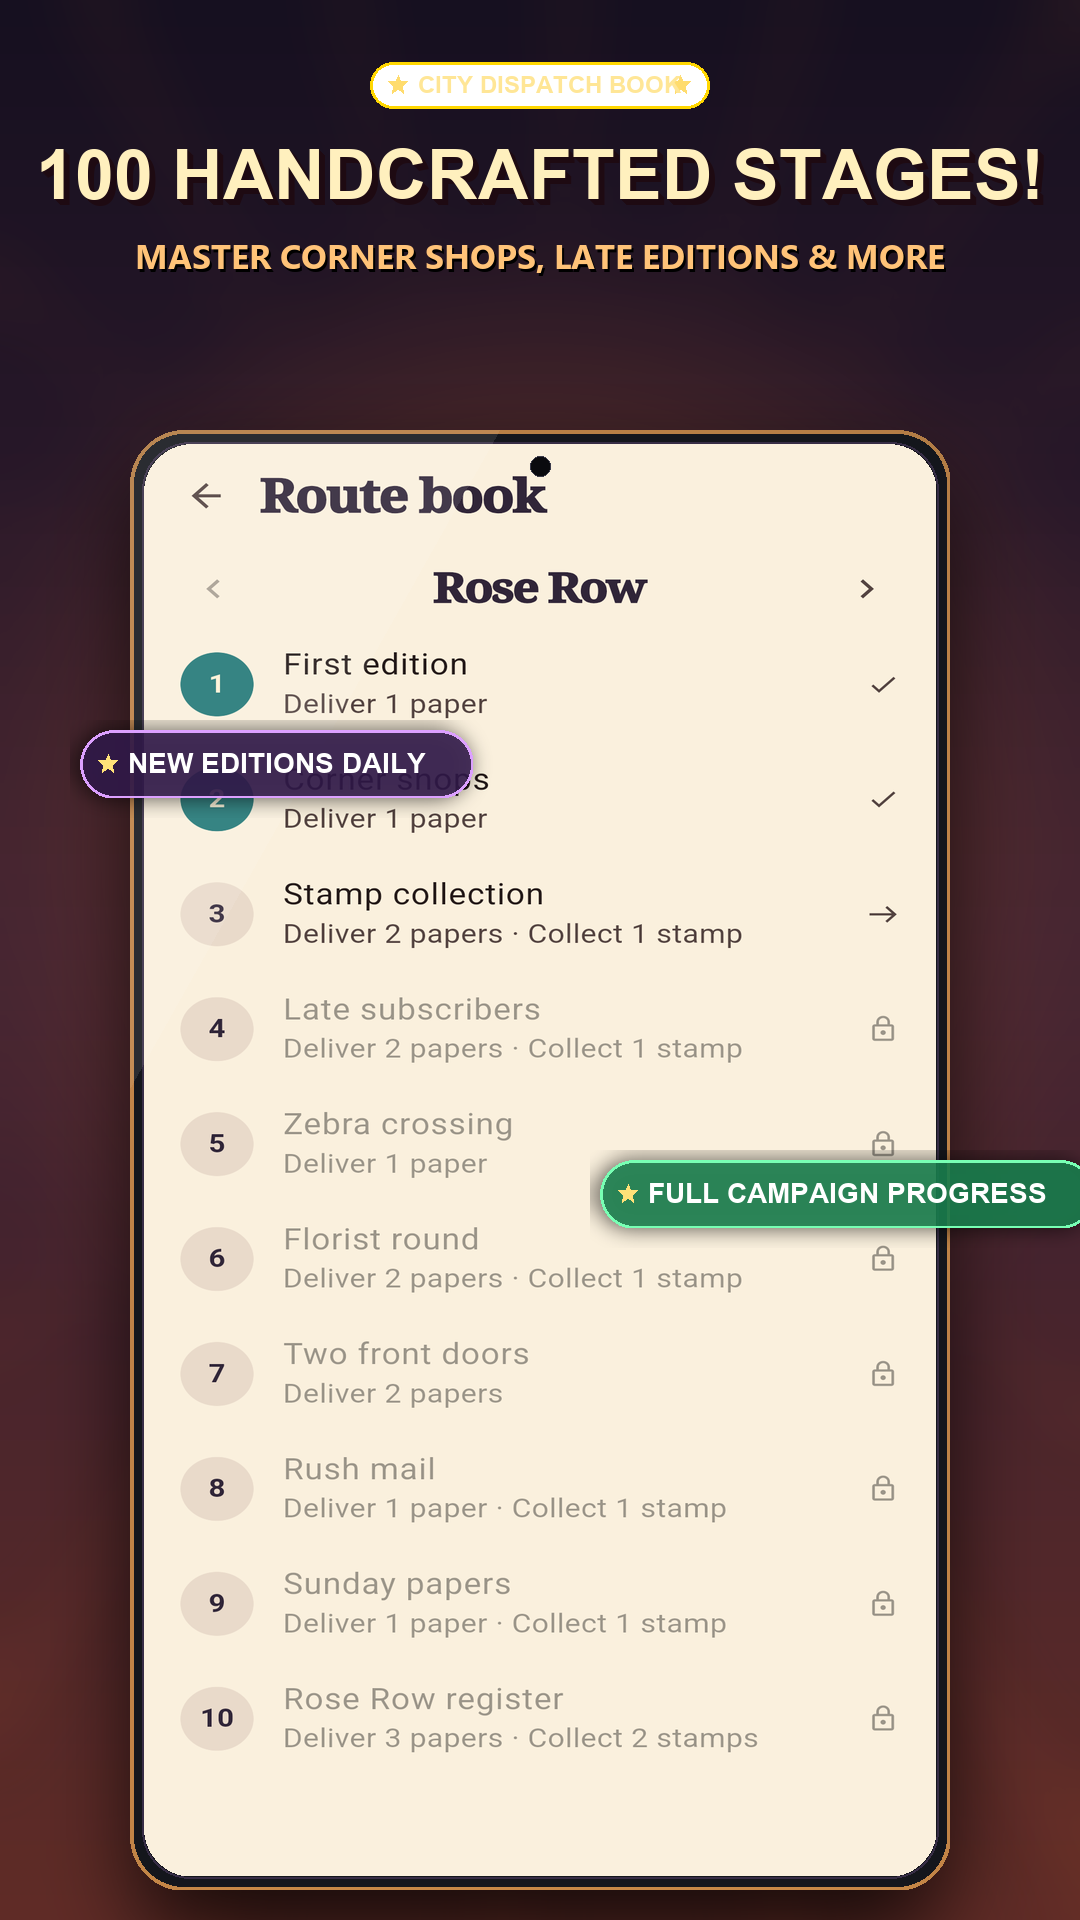 CITY DISPATCH BOOK
100 HANDCRAFTED STAGES!
MASTER CORNER SHOPS, LATE EDITIONS & MORE
Route book
Rose Row
1
First edition
Deliver 1 paper
NEW EDITIONS DAILY
2
Corner shops
Deliver 1 paper
3
Stamp collection
Deliver 2 papers · Collect 1 stamp
4
Late subscribers
Deliver 2 papers · Collect 1 stamp
5
Zebra crossing
Deliver 1 paper
FULL CAMPAIGN PROGRESS
6
Florist round
Deliver 2 papers · Collect 1 stamp
7
Two front doors
Deliver 2 papers
8
Rush mail
Deliver 1 paper · Collect 1 stamp
9
Sunday papers
Deliver 1 paper · Collect 1 stamp
10
Rose Row register
Deliver 3 papers · Collect 2 stamps